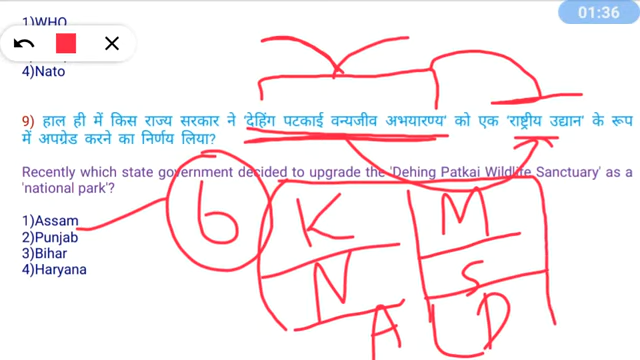 01:36
1)WHO
4)Nato
9) हाल ही में किस राज्य सरकार ने 'देहिंग पटकाई वन्यजीव अभयारण्य' को एक 'राष्ट्रीय उद्यान' के रूप
में अपग्रेड करने का निर्णय लिया?
Recently which state government decided to upgrade the 'Dehing Patkai Wildlife Sanctuary' as a
'national park'?
1)Assam
2)Punjab
3)Bihar
4)Haryana
6
K M
N S
A D